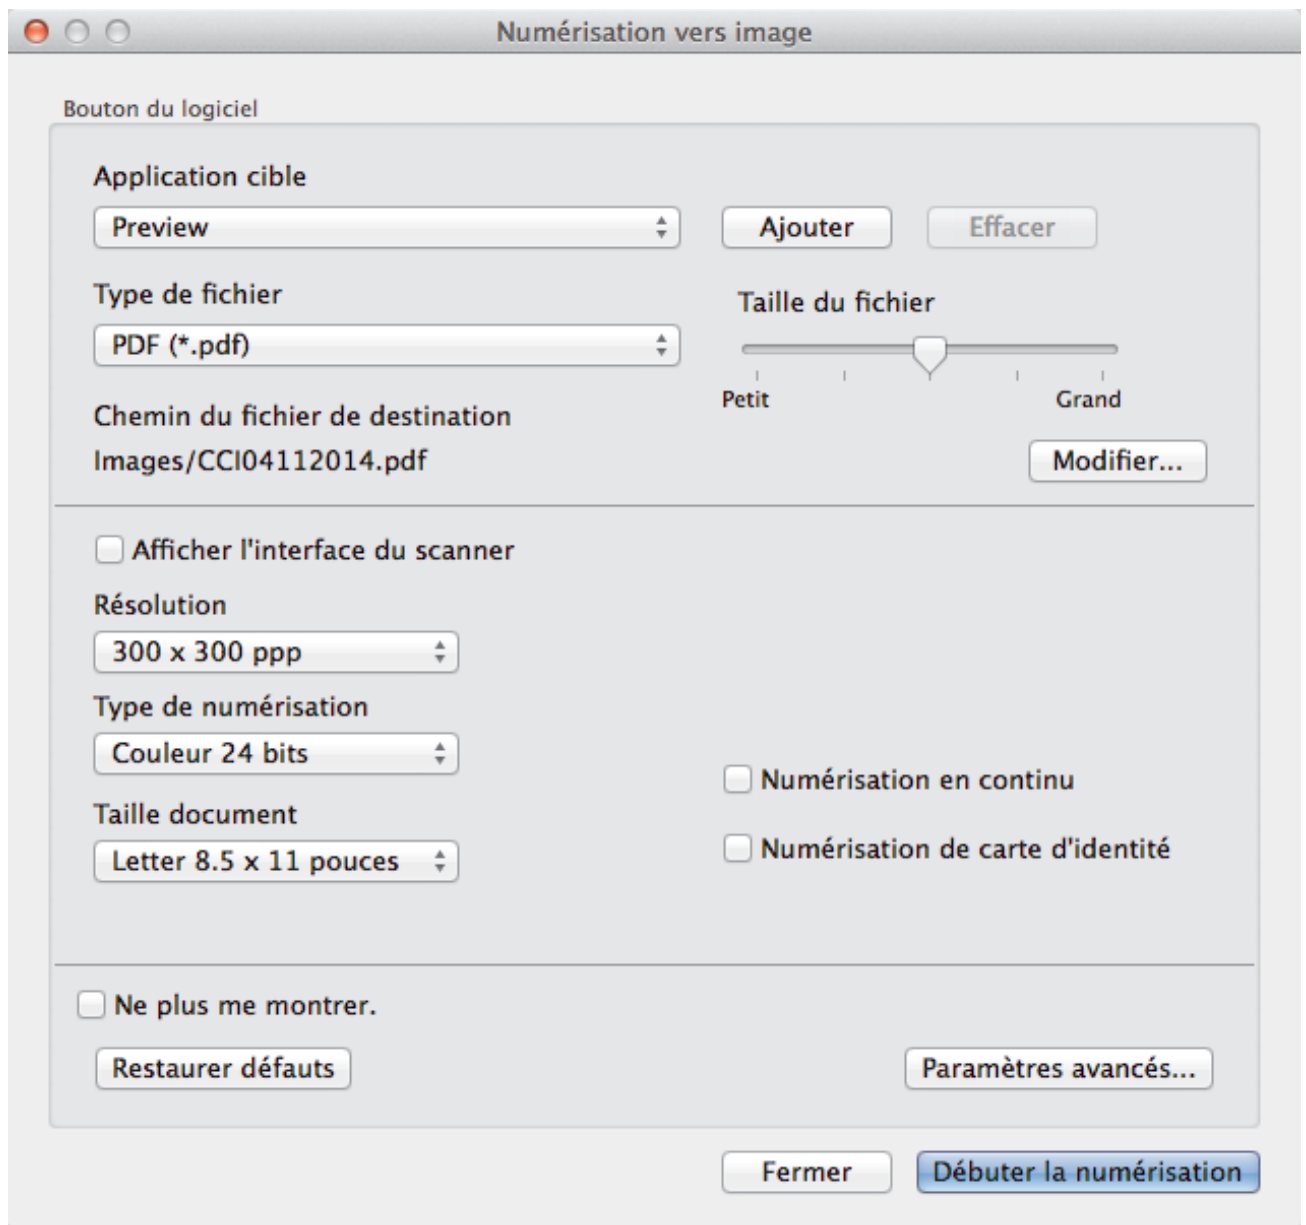 Numérisation vers image
Bouton du logiciel
Application cible
Preview
Ajouter
Effacer
Type de fichier
Taille du fichier
PDF (*.pdf)
Petit
Grand
Chemin du fichier de destination
Images/CCI04112014.pdf
Modifier...
Afficher l'interface du scanner
Résolution
300 x 300 ppp
Type de numérisation
Couleur 24 bits
Numérisation en continu
Taille document
Numérisation de carte d'identité
Letter 8.5 x 11 pouces
Ne plus me montrer.
Restaurer défauts
Paramètres avancés...
Fermer
Débuter la numérisation